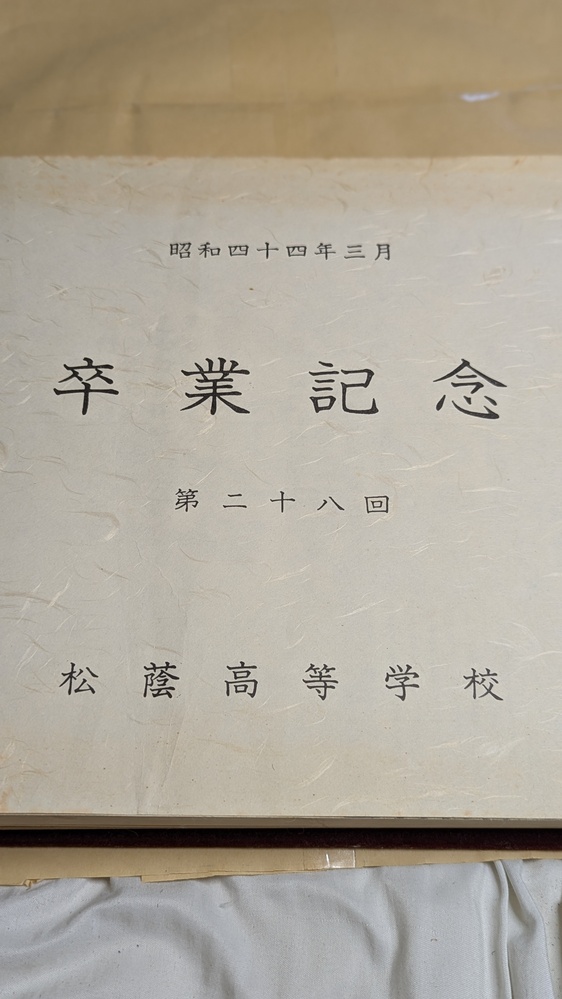 昭和四十四年三月
卒業記念
第二十八回
松蔭高等学校